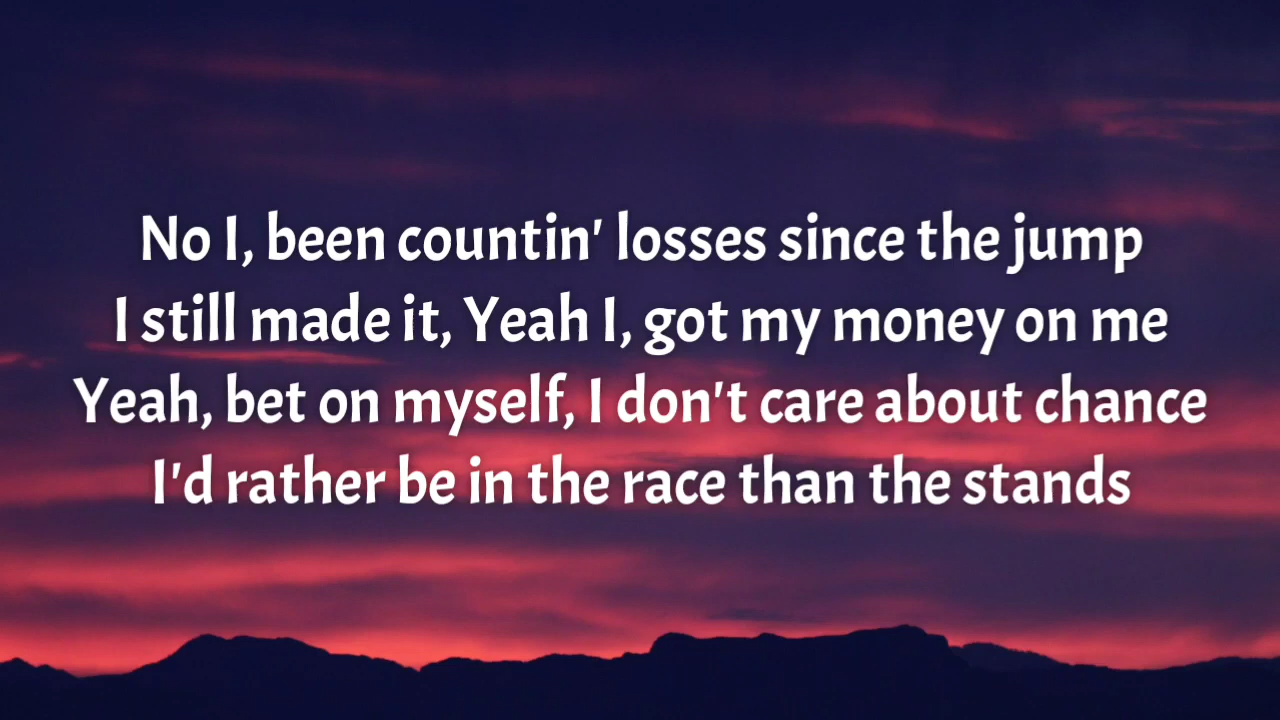 No I, been countin' losses since the jump
I still made it, Yeah I, got my money on me
Yeah, bet on myself, I don't care about chance
I'd rather be in the race than the stands